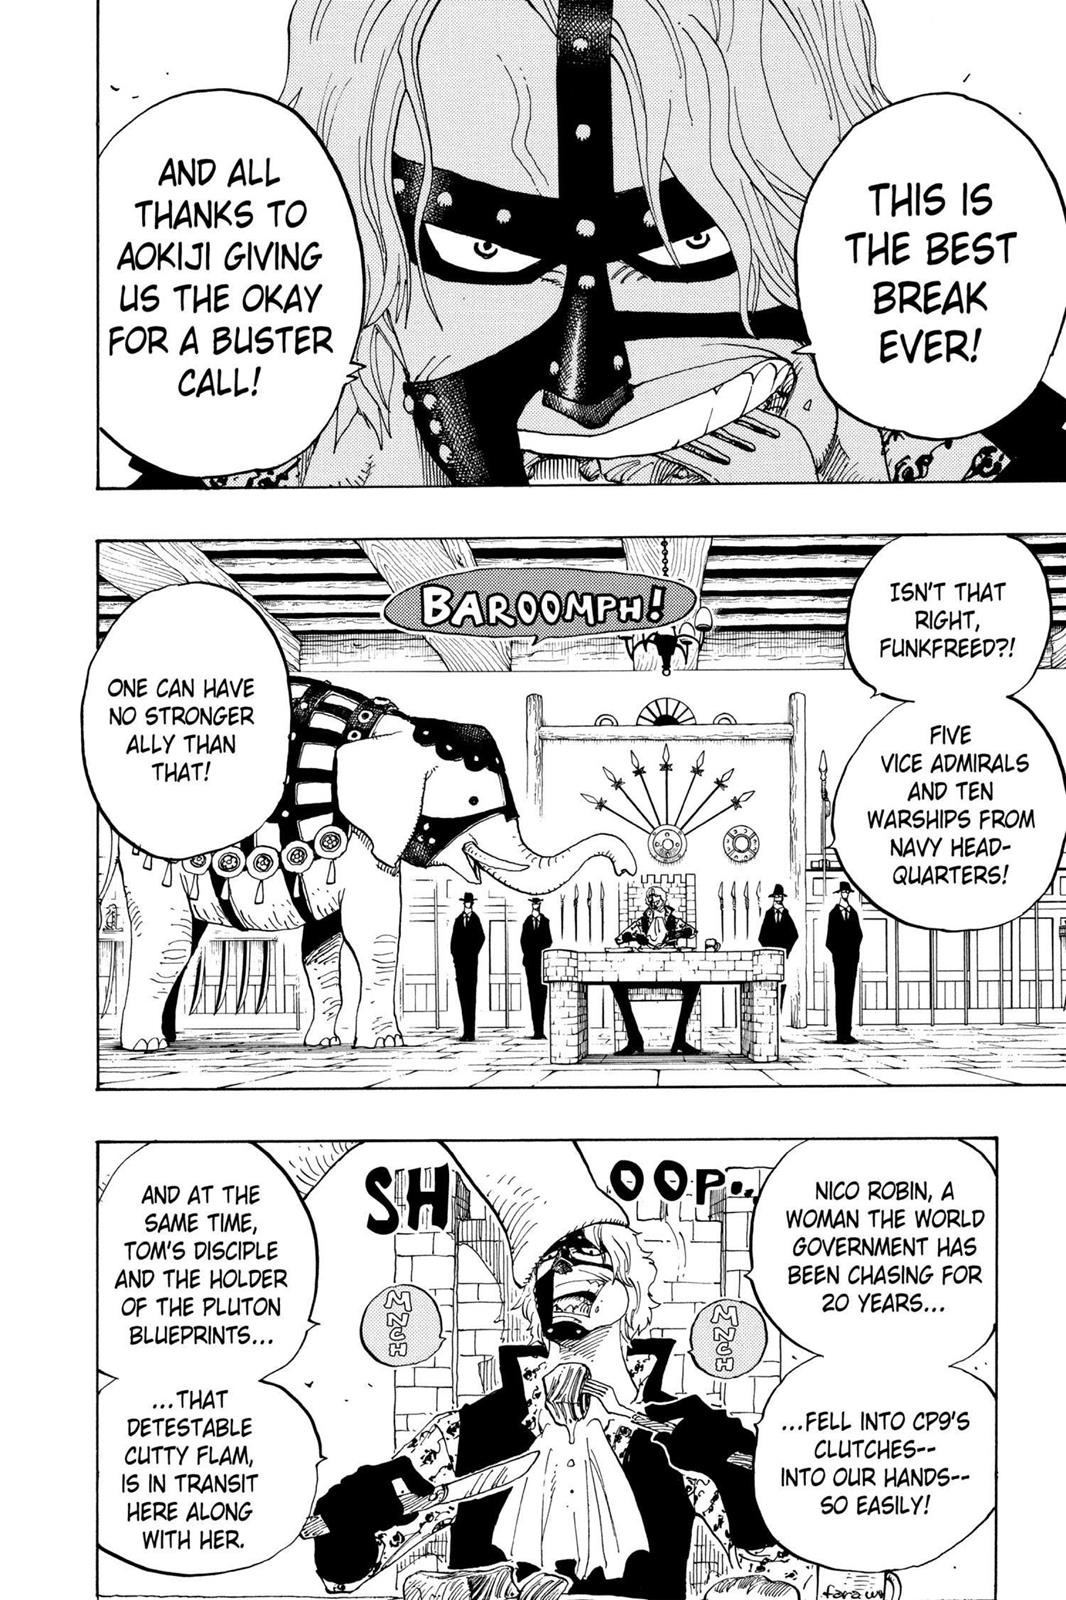 THIS IS
THE BEST
BREAK
EVER!
AND ALL
THANKS TO
AOKIJI GIVING
US THE OKAY
FOR A BUSTER
CALL!
ISN'T THAT
RIGHT,
FUNKFREED?!
FIVE
VICE ADMIRALS
AND TEN
WARSHIPS FROM
NAVY HEAD-
QUARTERS!
BAROOMPH!
ONE CAN HAVE
NO STRONGER
ALLY THAN
THAT!
NICO ROBIN, A
WOMAN THE WORLD
GOVERNMENT HAS
BEEN CHASING FOR
20 YEARS...
...FELL INTO CP9'S
CLUTCHES--
INTO OUR HANDS--
SO EASILY!
SHOOP...
MNCH
MNCH
AND AT THE
SAME TIME,
TOM'S DISCIPLE
AND THE HOLDER
OF THE PLUTON
BLUEPRINTS...
...THAT
DETESTABLE
CUTTY FLAM,
IS IN TRANSIT
HERE ALONG
WITH HER.